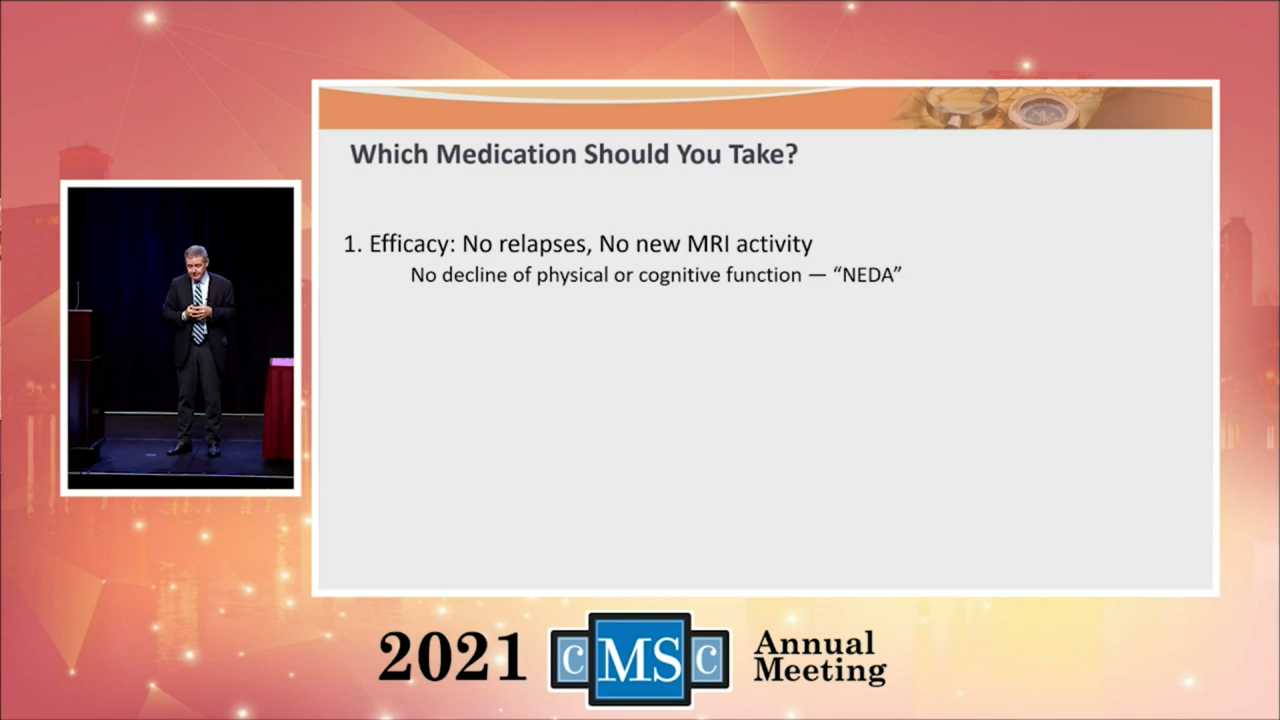 Which Medication Should You Take?
1. Efficacy: No relapses, No new MRI activity
No decline of physical or cognitive function — “NEDA”
2021 CMSC Annual
Meeting